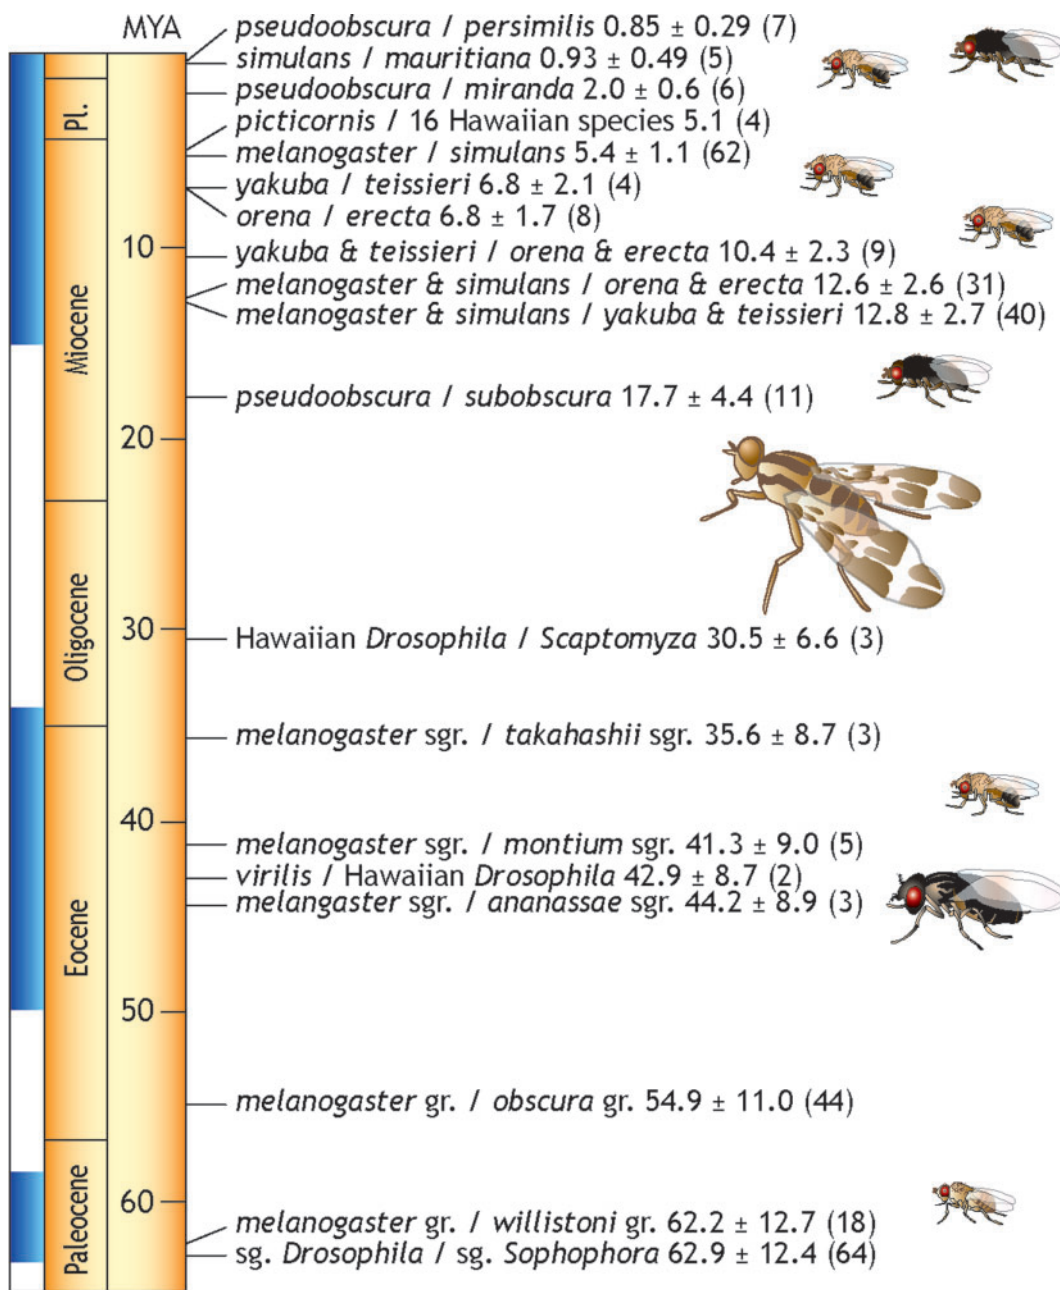 MYA
pseudoobscura / persimilis 0.85 ± 0.29 (7)
simulans / mauritiana 0.93 ± 0.49 (5)
pseudoobscura / miranda 2.0 ± 0.6 (6)
Pl.
picticornis / 16 Hawaiian species 5.1 (4)
melanogaster / simulans 5.4 ± 1.1 (62)
yakuba / teissieri 6.8 ± 2.1 (4)
orena / erecta 6.8 ± 1.7 (8)
10
yakuba & teissieri / orena & erecta 10.4 ± 2.3 (9)
melanogaster & simulans / orena & erecta 12.6 ± 2.6 (31)
melanogaster & simulans / yakuba & teissieri 12.8 ± 2.7 (40)
Miocene
pseudoobscura / subobscura 17.7 ± 4.4 (11)
20
Oligocene
30
Hawaiian Drosophila / Scaptomyza 30.5 ± 6.6 (3)
melanogaster sgr. / takahashii sgr. 35.6 ± 8.7 (3)
40
melanogaster sgr. / montium sgr. 41.3 ± 9.0 (5)
virilis / Hawaiian Drosophila 42.9 ± 8.7 (2)
melangaster sgr. / ananassae sgr. 44.2 ± 8.9 (3)
Eocene
50
melanogaster gr. / obscura gr. 54.9 ± 11.0 (44)
60
Paleocene
melanogaster gr. / willistoni gr. 62.2 ± 12.7 (18)
sg. Drosophila / sg. Sophophora 62.9 ± 12.4 (64)